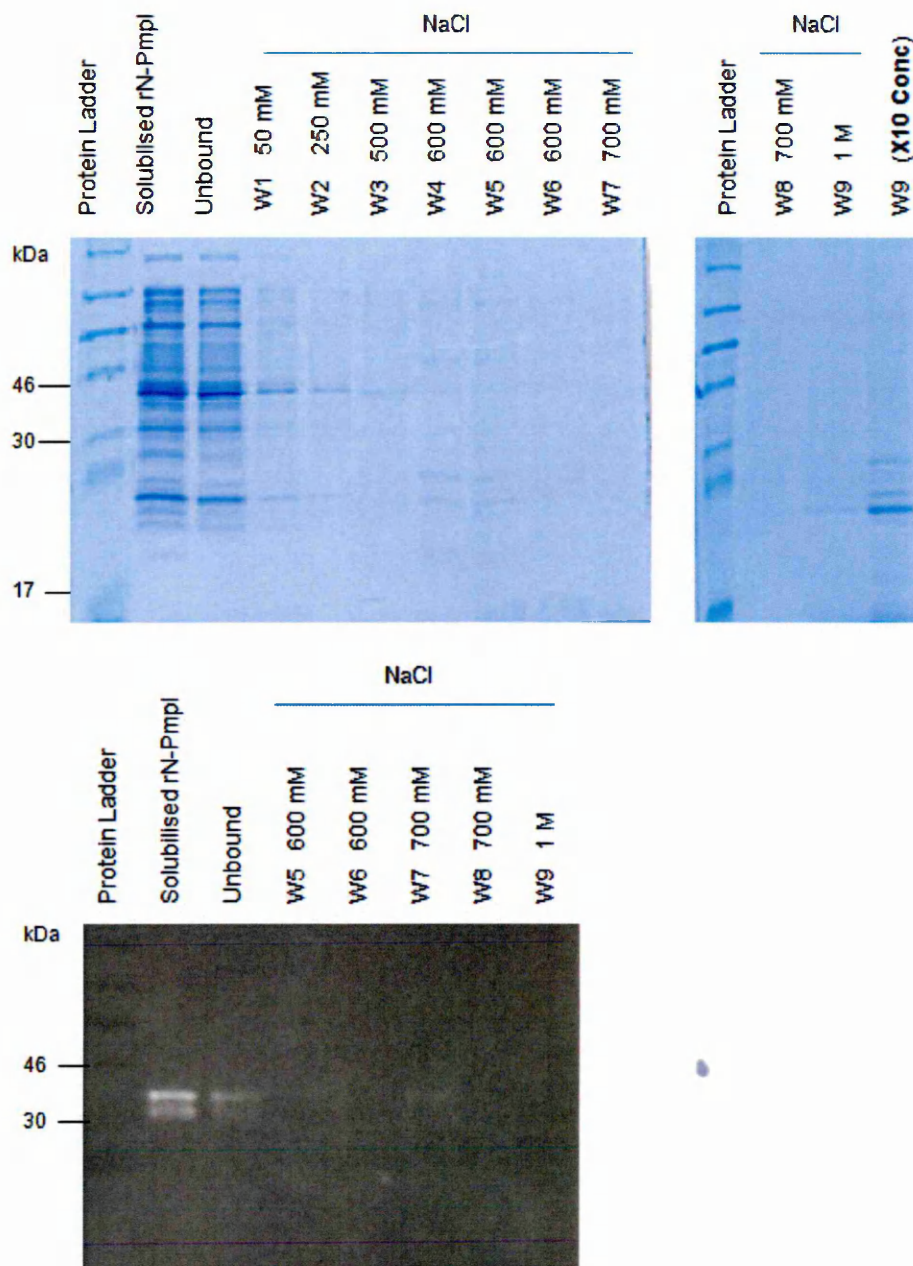 NaCl
Protein Ladder
Solubilised rN-PmpI
Unbound
W1 50 mM
W2 250 mM
W3 500 mM
W4 600 mM
W5 600 mM
W6 600 mM
W7 700 mM
kDa
46
30
17
NaCl
Protein Ladder
W8 700 mM
W9 1 M
W9 (X10 Conc)
NaCl
Protein Ladder
Solubilised rN-PmpI
Unbound
W5 600 mM
W6 600 mM
W7 700 mM
W8 700 mM
W9 1 M
kDa
46
30